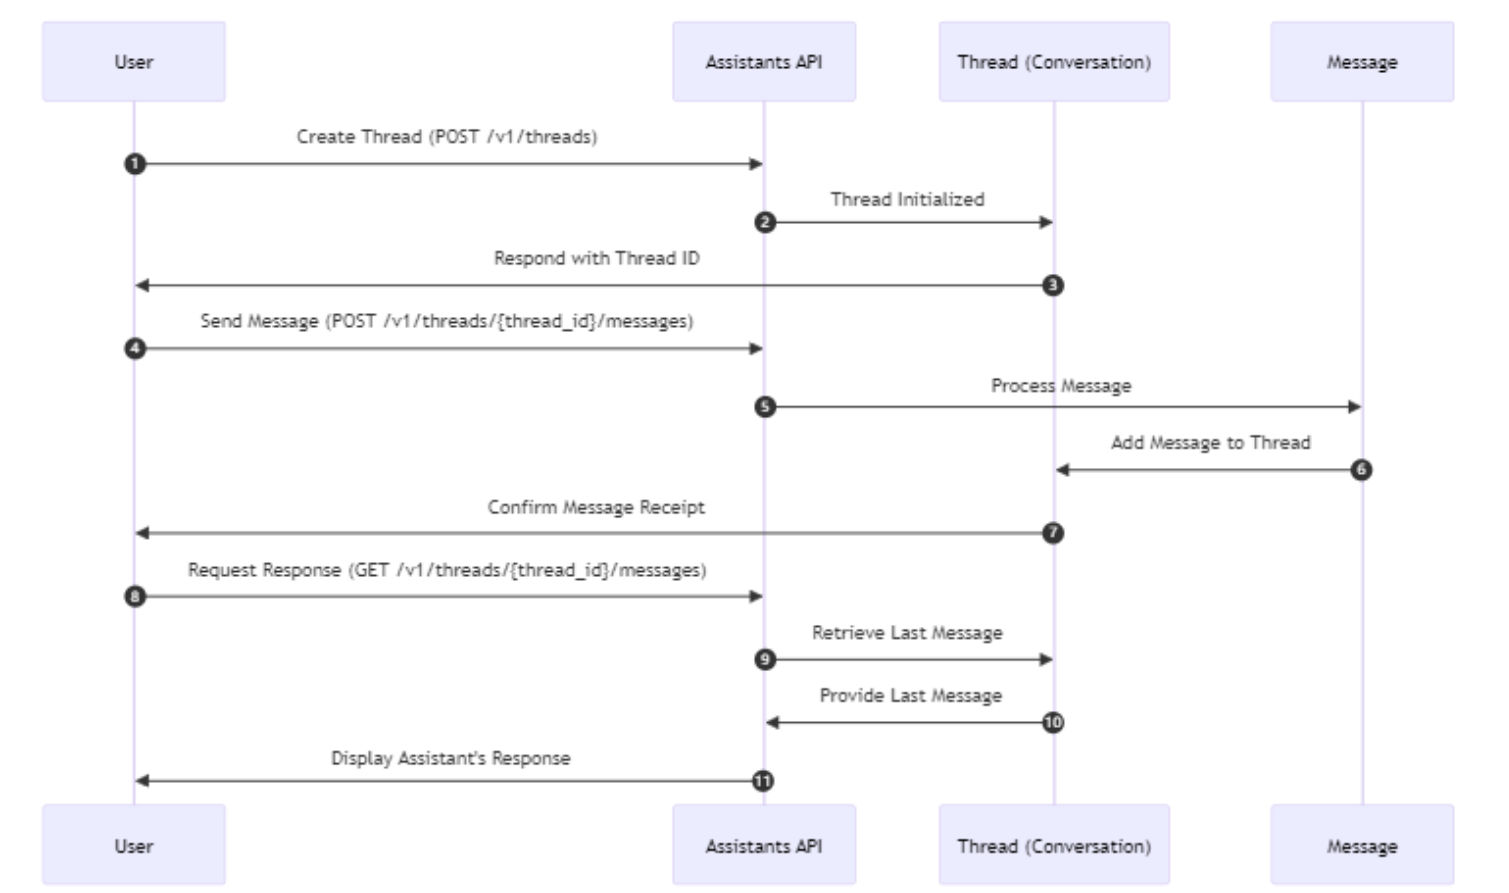 User
Assistants API
Thread (Conversation)
Message
Create Thread (POST /v1/threads)
1
Thread Initialized
2
Respond with Thread ID
3
Send Message (POST /v1/threads/{thread_id}/messages)
4
Process Message
5
Add Message to Thread
6
Confirm Message Receipt
7
Request Response (GET /v1/threads/{thread_id}/messages)
8
Retrieve Last Message
9
Provide Last Message
10
Display Assistant's Response
11
User
Assistants API
Thread (Conversation)
Message